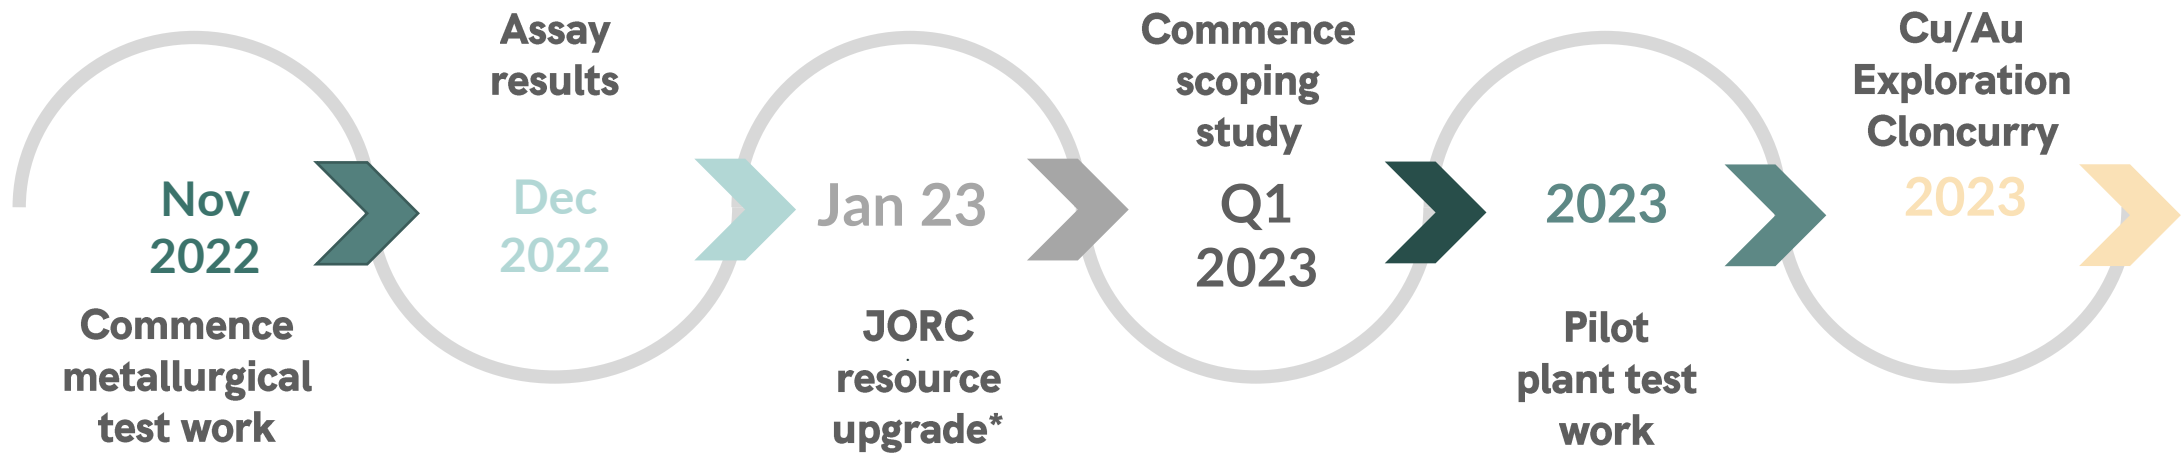 Nov
2022
Commence
metallurgical
test work
Assay
results
Dec
2022
Jan 23
JORC
resource
upgrade*
Commence
scoping
study
Q1
2023
2023
Pilot
plant test
work
Cu/Au
Exploration
Cloncurry
2023